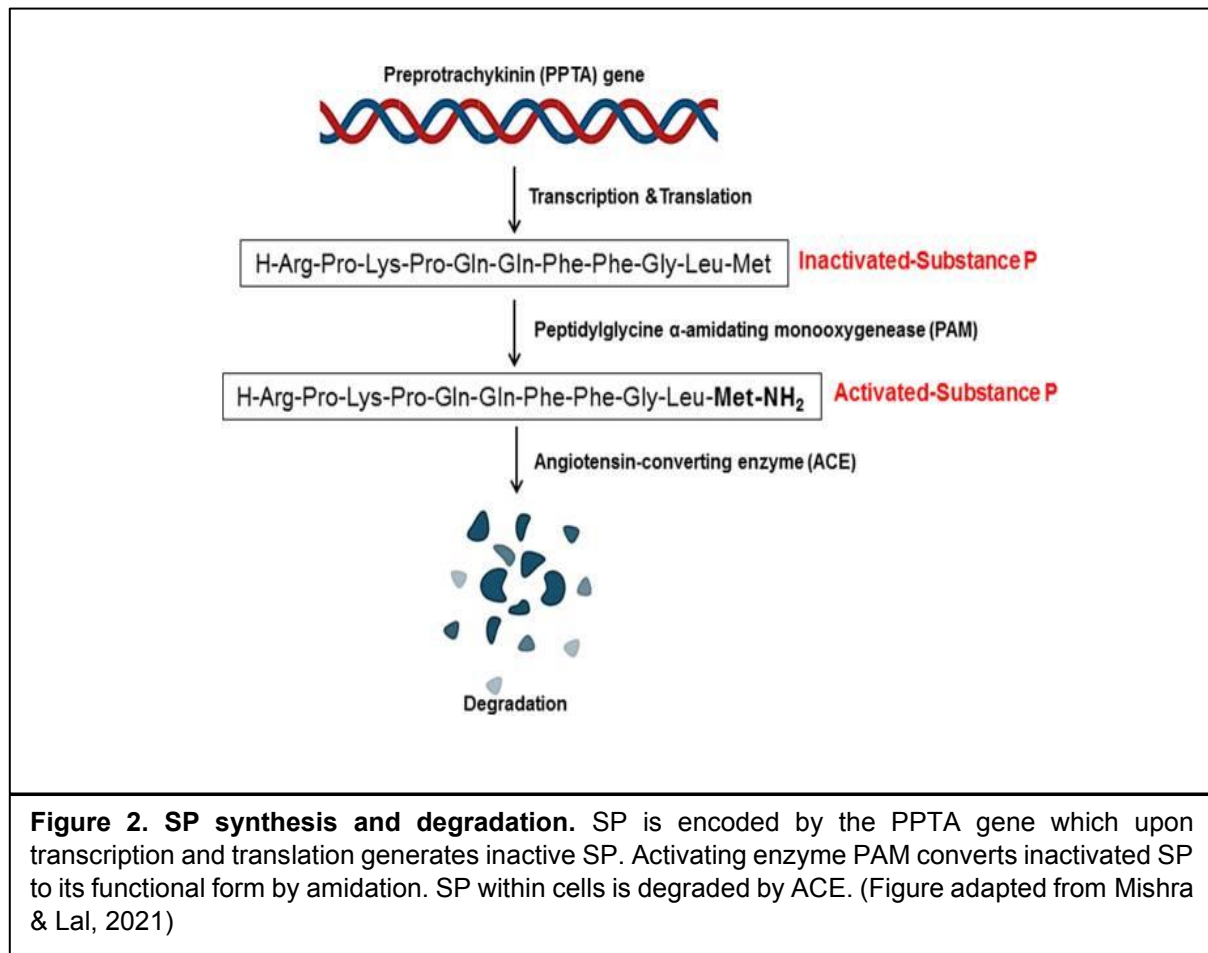 Preprotrachykinin (PPTA) gene
Transcription &Translation
H-Arg-Pro-Lys-Pro-Gln-Gln-Phe-Phe-Gly-Leu-Met
Inactivated-Substance P
Peptidylglycine α-amidating monooxygenease (PAM)
H-Arg-Pro-Lys-Pro-Gln-Gln-Phe-Phe-Gly-Leu-Met-NH₂
Activated-Substance P
Angiotensin-converting enzyme (ACE)
Degradation
Figure 2. SP synthesis and degradation. SP is encoded by the PPTA gene which upon
transcription and translation generates inactive SP. Activating enzyme PAM converts inactivated SP
to its functional form by amidation. SP within cells is degraded by ACE. (Figure adapted from Mishra
& Lal, 2021)